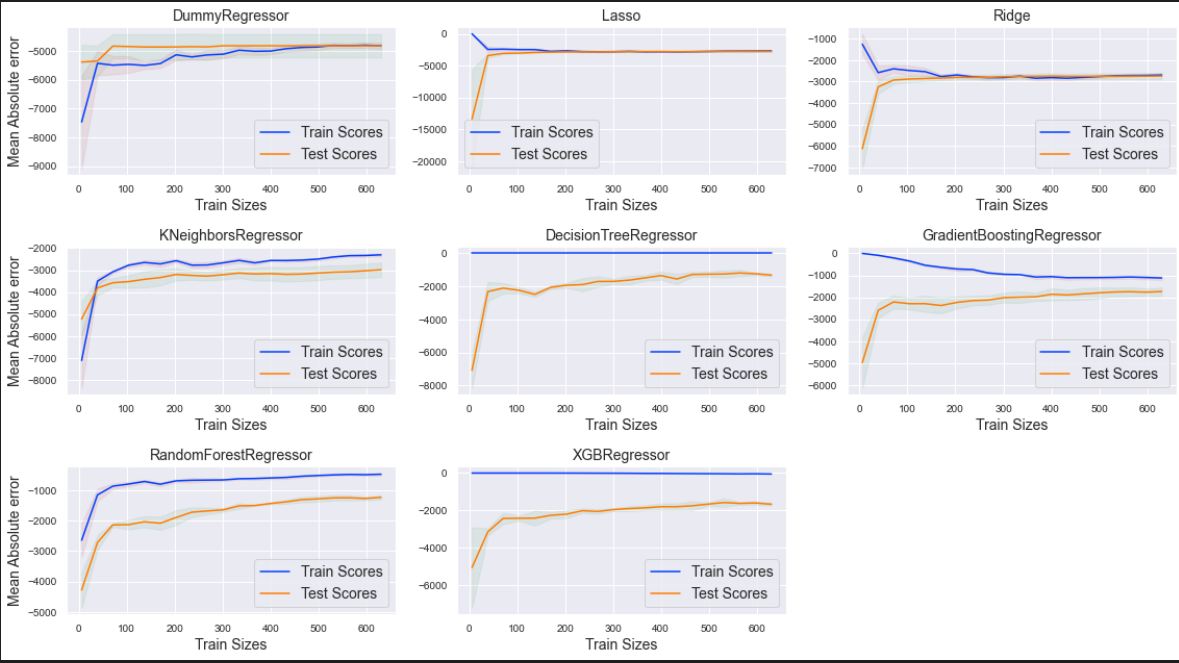 DummyRegressor
Mean Absolute error
−5000
−6000
−7000
−8000
−9000
0 100 200 300 400 500 600
Train Sizes
Train Scores
Test Scores
Lasso
0
−5000
−10000
−15000
−20000
0 100 200 300 400 500 600
Train Sizes
Train Scores
Test Scores
Ridge
−1000
−2000
−3000
−4000
−5000
−6000
−7000
0 100 200 300 400 500 600
Train Sizes
Train Scores
Test Scores
KNeighborsRegressor
Mean Absolute error
−2000
−3000
−4000
−5000
−6000
−7000
−8000
0 100 200 300 400 500 600
Train Sizes
Train Scores
Test Scores
DecisionTreeRegressor
0
−2000
−4000
−6000
−8000
0 100 200 300 400 500 600
Train Sizes
Train Scores
Test Scores
GradientBoostingRegressor
0
−1000
−2000
−3000
−4000
−5000
−6000
0 100 200 300 400 500 600
Train Sizes
Train Scores
Test Scores
RandomForestRegressor
Mean Absolute error
−1000
−2000
−3000
−4000
−5000
0 100 200 300 400 500 600
Train Sizes
Train Scores
Test Scores
XGBRegressor
0
−2000
−4000
−6000
0 100 200 300 400 500 600
Train Sizes
Train Scores
Test Scores